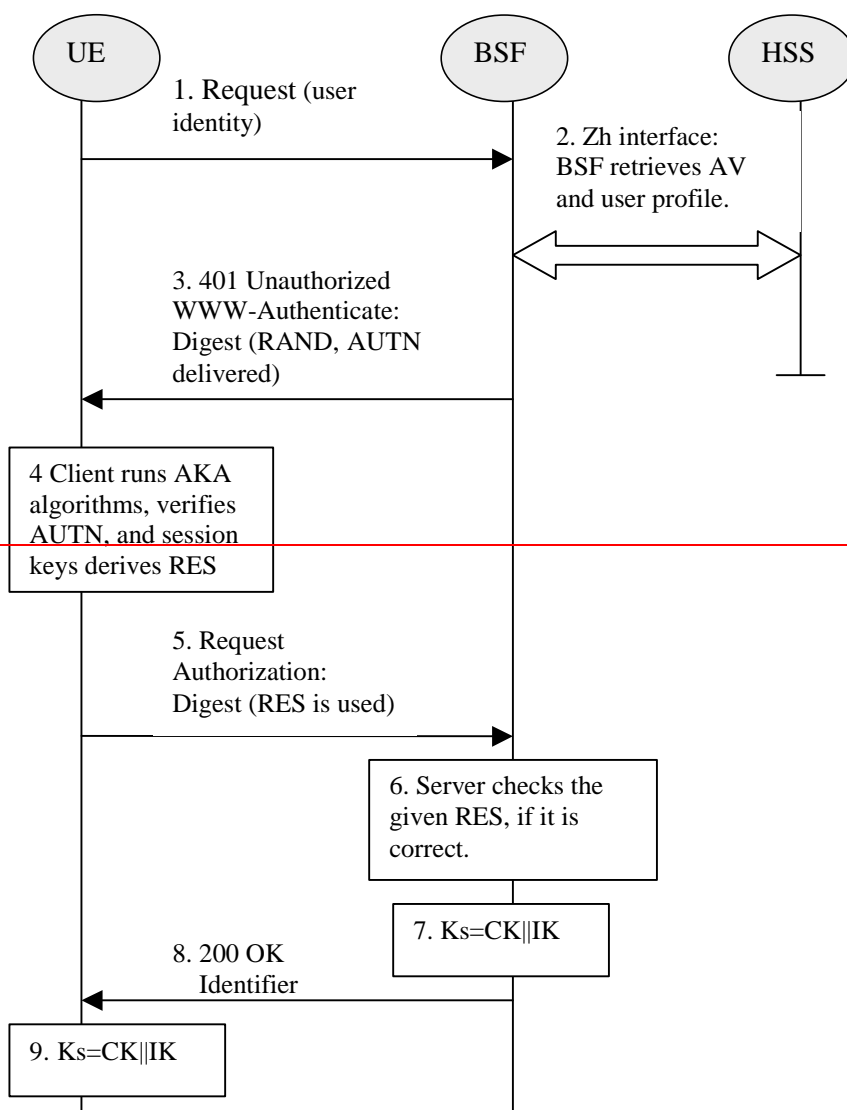 UE
BSF
HSS
1. Request (user
identity)
2. Zh interface:
BSF retrieves AV
and user profile.
3. 401 Unauthorized
WWW-Authenticate:
Digest (RAND, AUTN
delivered)
4 Client runs AKA
algorithms, verifies
AUTN, and session
keys derives RES
5. Request
Authorization:
Digest (RES is used)
6. Server checks the
given RES, if it is
correct.
7. Ks=CK||IK
8. 200 OK
Identifier
9. Ks=CK||IK